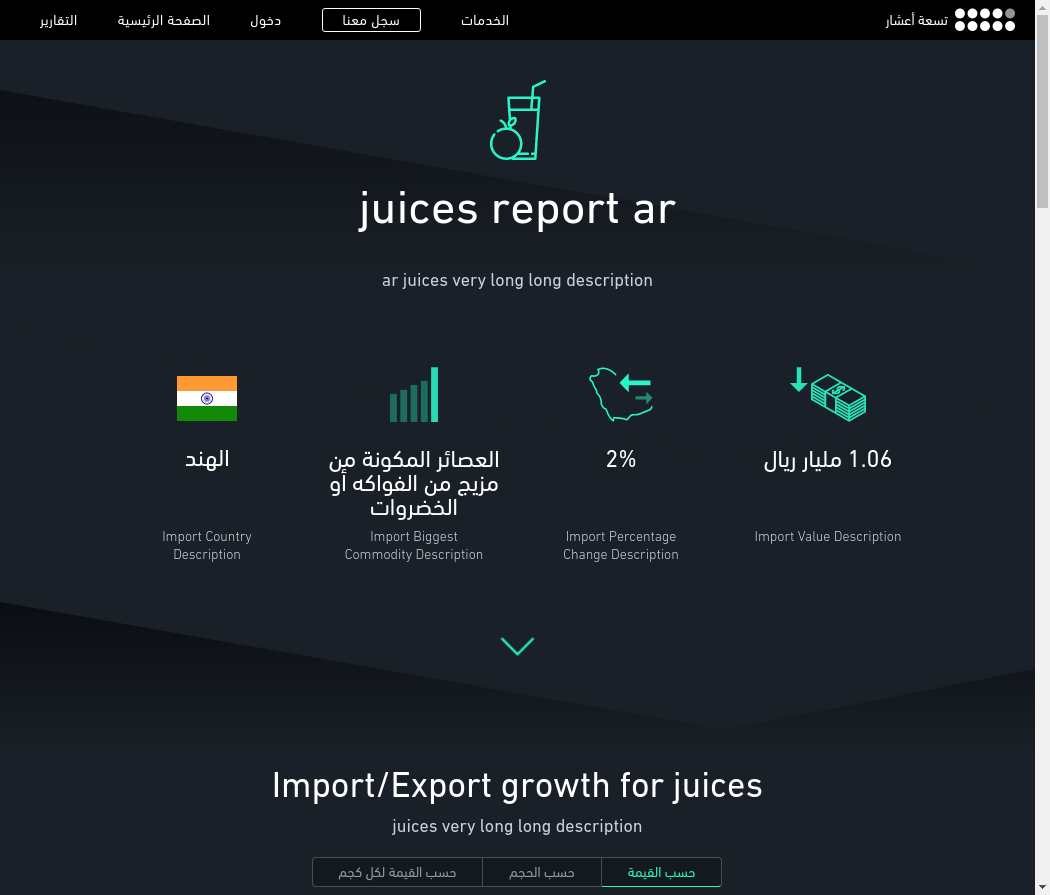 تسعة أعشار
الخدمات
سجل معنا
دخول
الصفحة الرئيسية
التقارير
juices report ar
ar juices very long long description
1.06 مليار ريال
Import Value Description
2%
Import Percentage
Change Description
العصائر المكونة من
مزيج من الفواكه أو
الخضروات
Import Biggest
Commodity Description
الهند
Import Country
Description
Import/Export growth for juices
juices very long long description
حسب القيمة
حسب الحجم
حسب القيمة لكل كجم